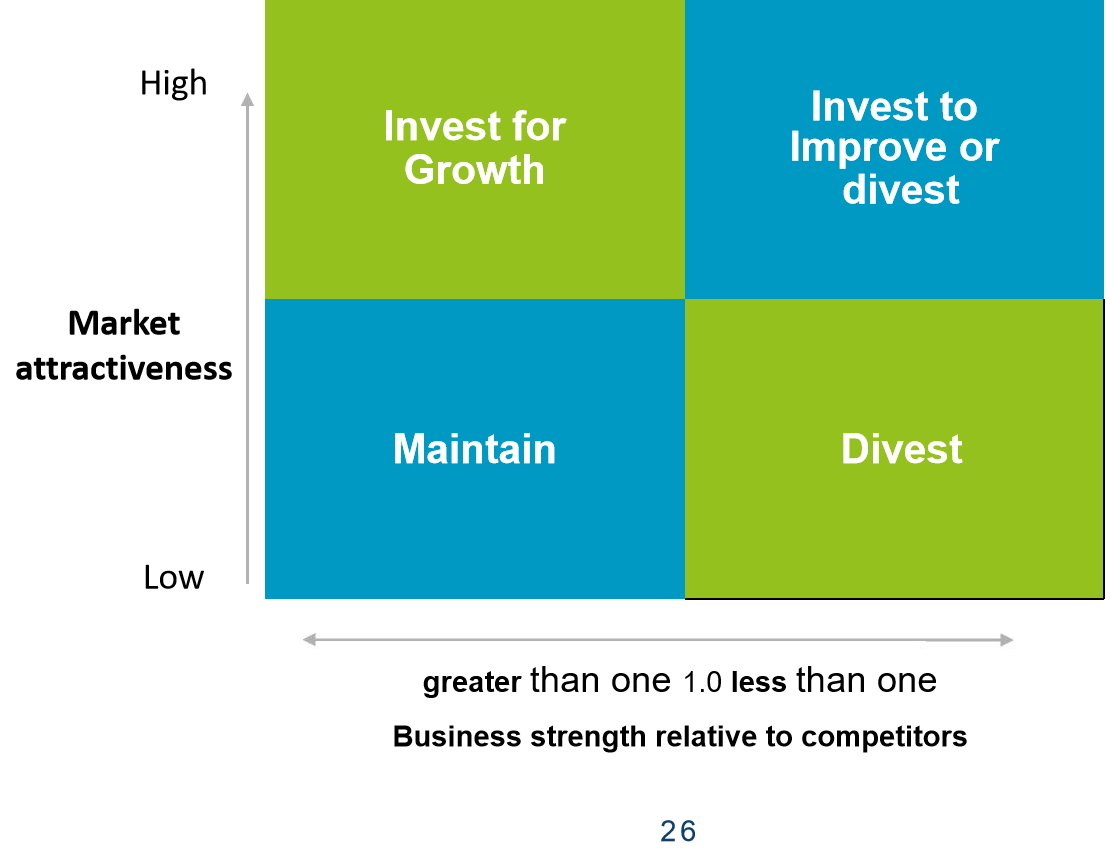 High
Invest for
Growth
Invest to
Improve or
divest
Market
attractiveness
Maintain
Divest
Low
greater than one 1.0 less than one
Business strength relative to competitors
26